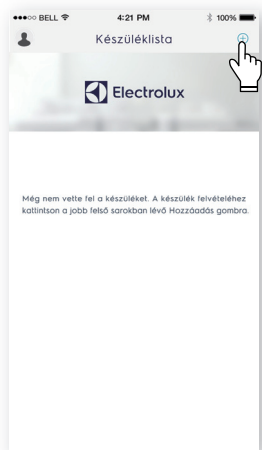 BELL 4:21 PM 100%
Készüléklista
Electrolux
Még nem vette fel a készüléket. A készülék felvételéhez
kattintson a jobb felső sarokban lévő Hozzáadás gombra.